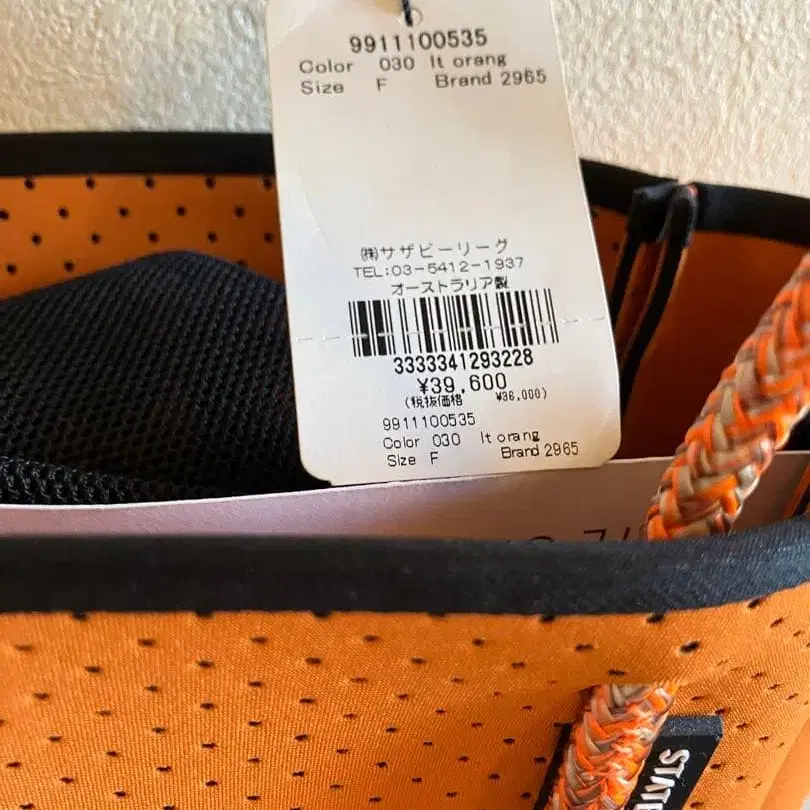 9911100535
Color 030 lt orang
Size F Brand 2965
㈱サザビーリーグ
TEL:03-5412-1937
オーストラリア製
3333341293228
¥39,600
(税抜価格 ¥36,000)
9911100535
Color 030 lt orang
Size F Brand 2965
STATE